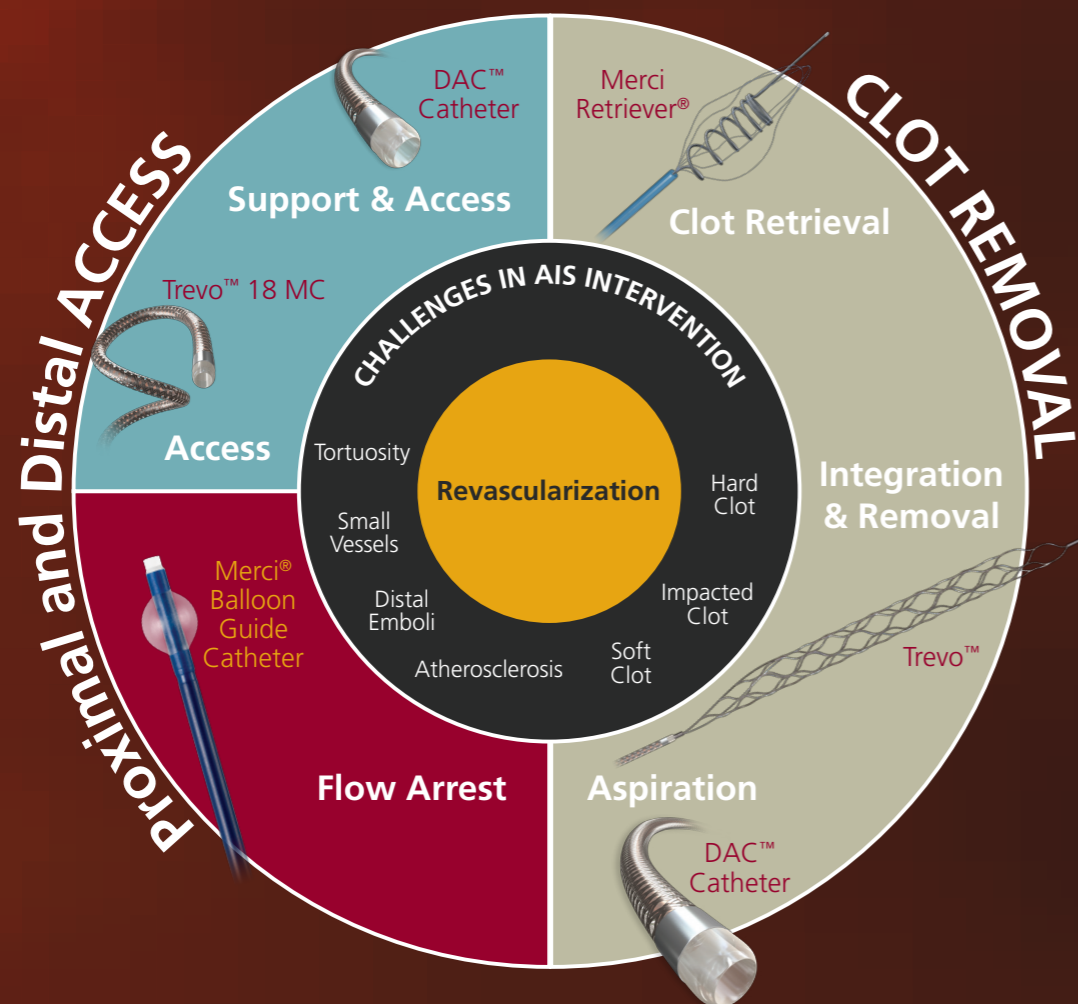 Proximal and Distal ACCESS
CLOT REMOVAL
DAC™
Catheter
Support & Access
Trevo™ 18 MC
Access
Merci®
Balloon
Guide
Catheter
Flow Arrest
Merci
Retriever®
Clot Retrieval
Integration
& Removal
Trevo™
Aspiration
DAC™
Catheter
CHALLENGES IN AIS INTERVENTION
Tortuosity
Small
Vessels
Distal
Emboli
Atherosclerosis
Soft
Clot
Impacted
Clot
Hard
Clot
Revascularization